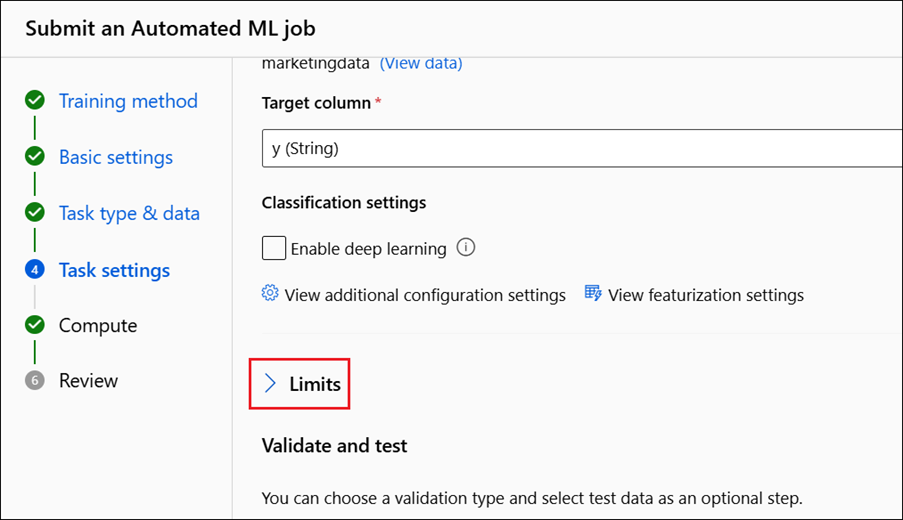 Submit an Automated ML job
Training method
Basic settings
Task type & data
4 Task settings
Compute
6 Review
marketingdata (View data)
Target column *
y (String)
Classification settings
Enable deep learning
View additional configuration settings View featurization settings
Limits
Validate and test
You can choose a validation type and select test data as an optional step.